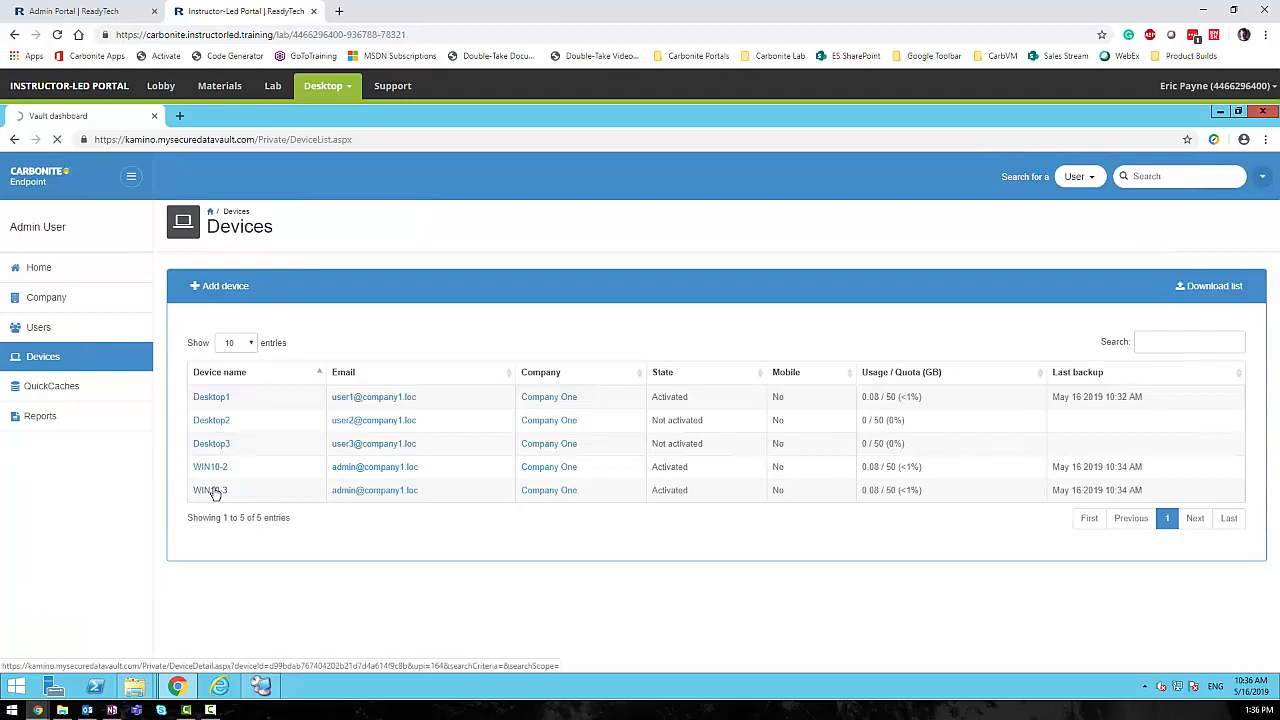 Admin Portal | ReadyTech
Instructor-Led Portal | ReadyTech
https://carbonite.instructorled.training/lab/4466296400-936788-78321
Apps Carbonite Apps Activate Code Generator GoToTraining MSDN Subscriptions Double-Take Docu... Double-Take Video... Carbonite Portals Carbonite Lab ES SharePoint Google Toolbar CarbVM Sales Stream WebEx Product Builds
INSTRUCTOR-LED PORTAL Lobby Materials Lab Desktop Support Eric Payne (4466296400)
Vault dashboard
https://kamino.mysecuredatavault.com/Private/DeviceList.aspx
CARBONITE
Endpoint
Search for a User Search
Admin User
/ Devices
Devices
Home
Company
Users
Devices
QuickCaches
Reports
Add device Download list
Show 10 entries Search:
Device name Email Company State Mobile Usage / Quota (GB) Last backup
Desktop1 user1@company1.loc Company One Activated No 0.08 / 50 (<1%) May 16 2019 10:32 AM
Desktop2 user2@company1.loc Company One Not activated No 0 / 50 (0%)
Desktop3 user3@company1.loc Company One Not activated No 0 / 50 (0%)
WIN10-2 admin@company1.loc Company One Activated No 0.08 / 50 (<1%) May 16 2019 10:34 AM
WIN10-3 admin@company1.loc Company One Activated No 0.08 / 50 (<1%) May 16 2019 10:34 AM
Showing 1 to 5 of 5 entries First Previous 1 Next Last
ENG
10:36 AM
5/16/2019
1:36 PM